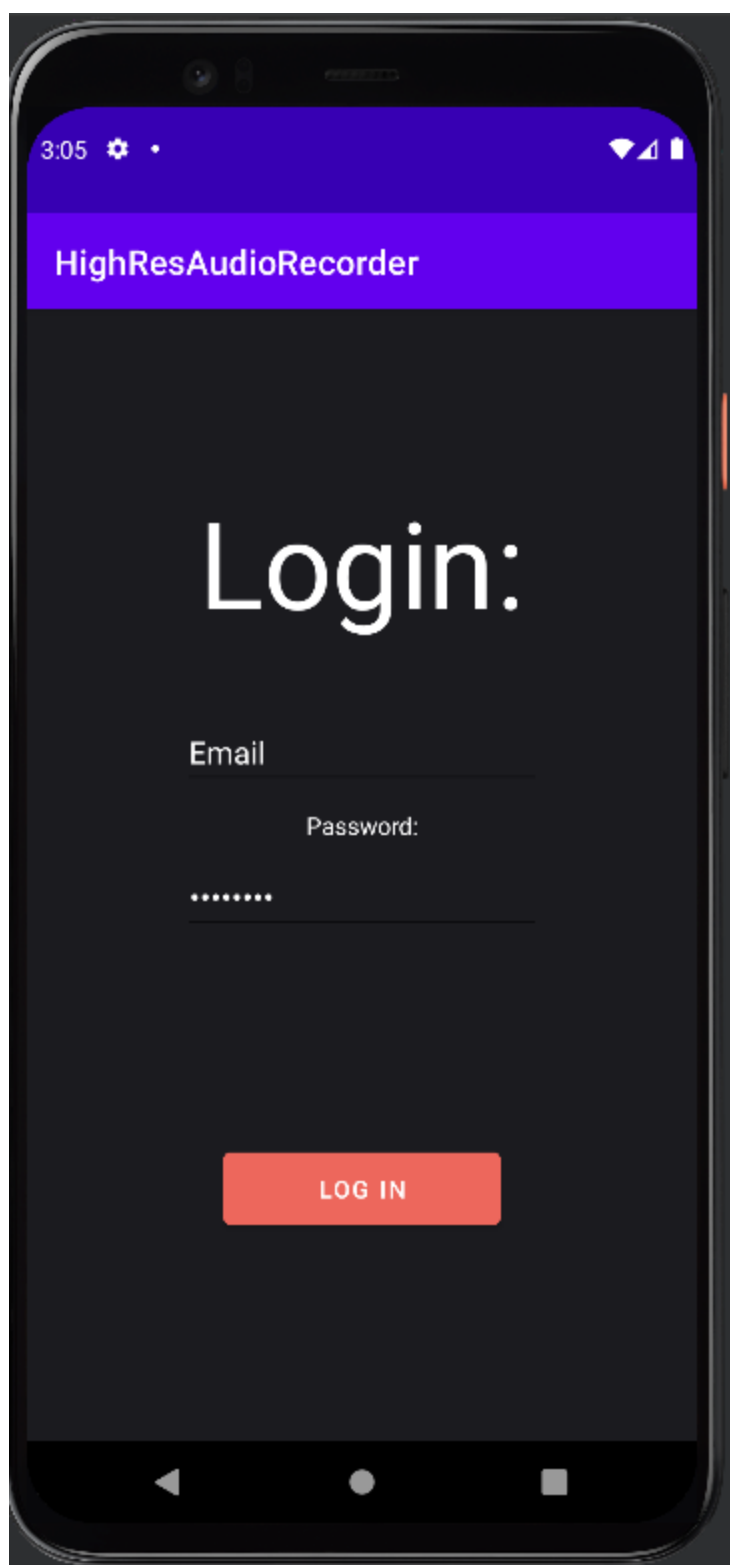 3:05
HighResAudioRecorder
Login:
Email
Password:
••••••••
LOG IN